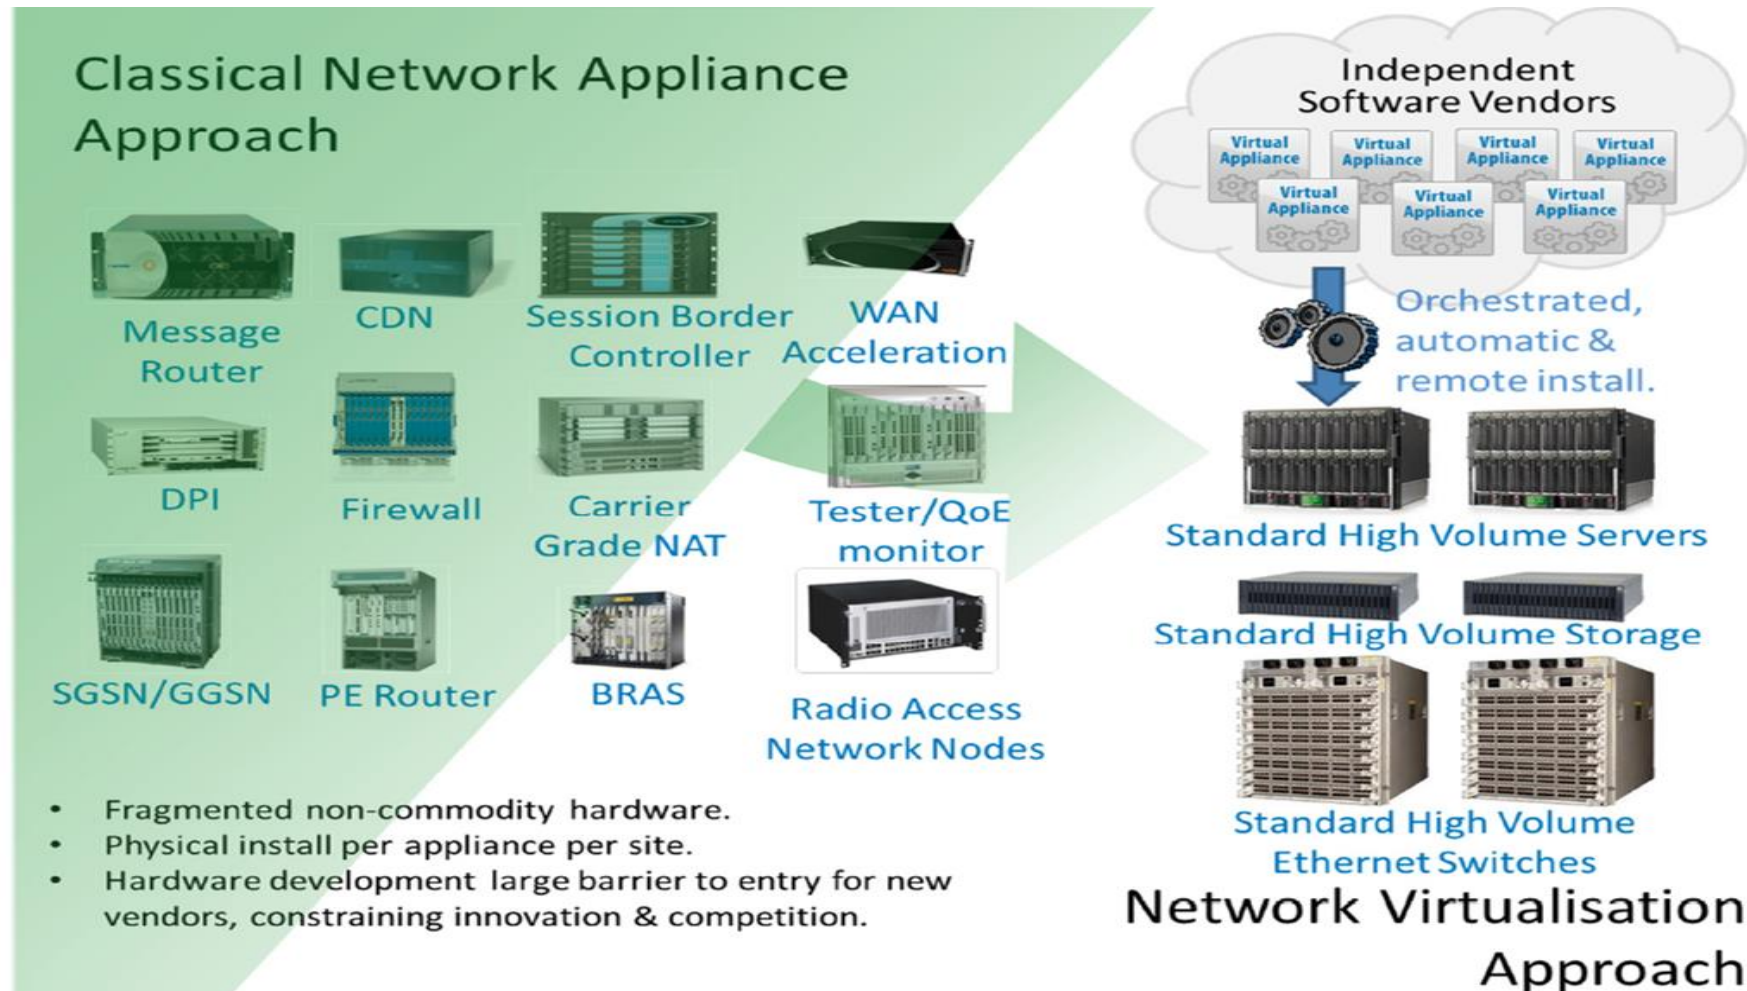 Classical Network Appliance
Approach
Message
Router
CDN
Session Border
Controller
WAN
Acceleration
DPI
Firewall
Carrier
Grade NAT
Tester/QoE
monitor
SGSN/GGSN
PE Router
BRAS
Radio Access
Network Nodes
• Fragmented non-commodity hardware.
• Physical install per appliance per site.
• Hardware development large barrier to entry for new
vendors, constraining innovation & competition.
Independent
Software Vendors
Virtual
Appliance
Virtual
Appliance
Virtual
Appliance
Virtual
Appliance
Virtual
Appliance
Virtual
Appliance
Virtual
Appliance
Orchestrated,
automatic &
remote install.
Standard High Volume Servers
Standard High Volume Storage
Standard High Volume
Ethernet Switches
Network Virtualisation
Approach